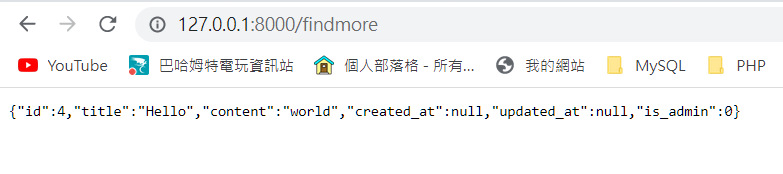 127.0.0.1:8000/findmore
YouTube 巴哈姆特電玩資訊站 個人部落格 - 所有... 我的網站 MySQL PHP
{"id":4,"title":"Hello","content":"world","created_at":null,"updated_at":null,"is_admin":0}